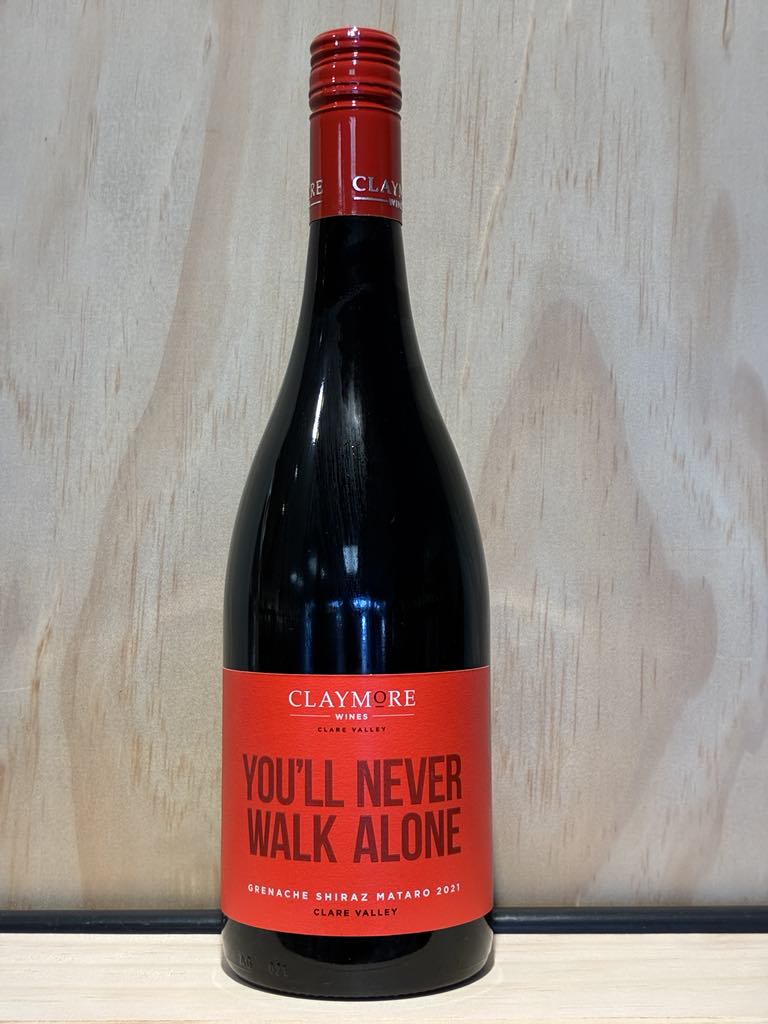 CLAYMORE
WINES
CLARE VALLEY
YOU'LL NEVER
WALK ALONE
GRENACHE SHIRAZ MATARO 2021
CLARE VALLEY